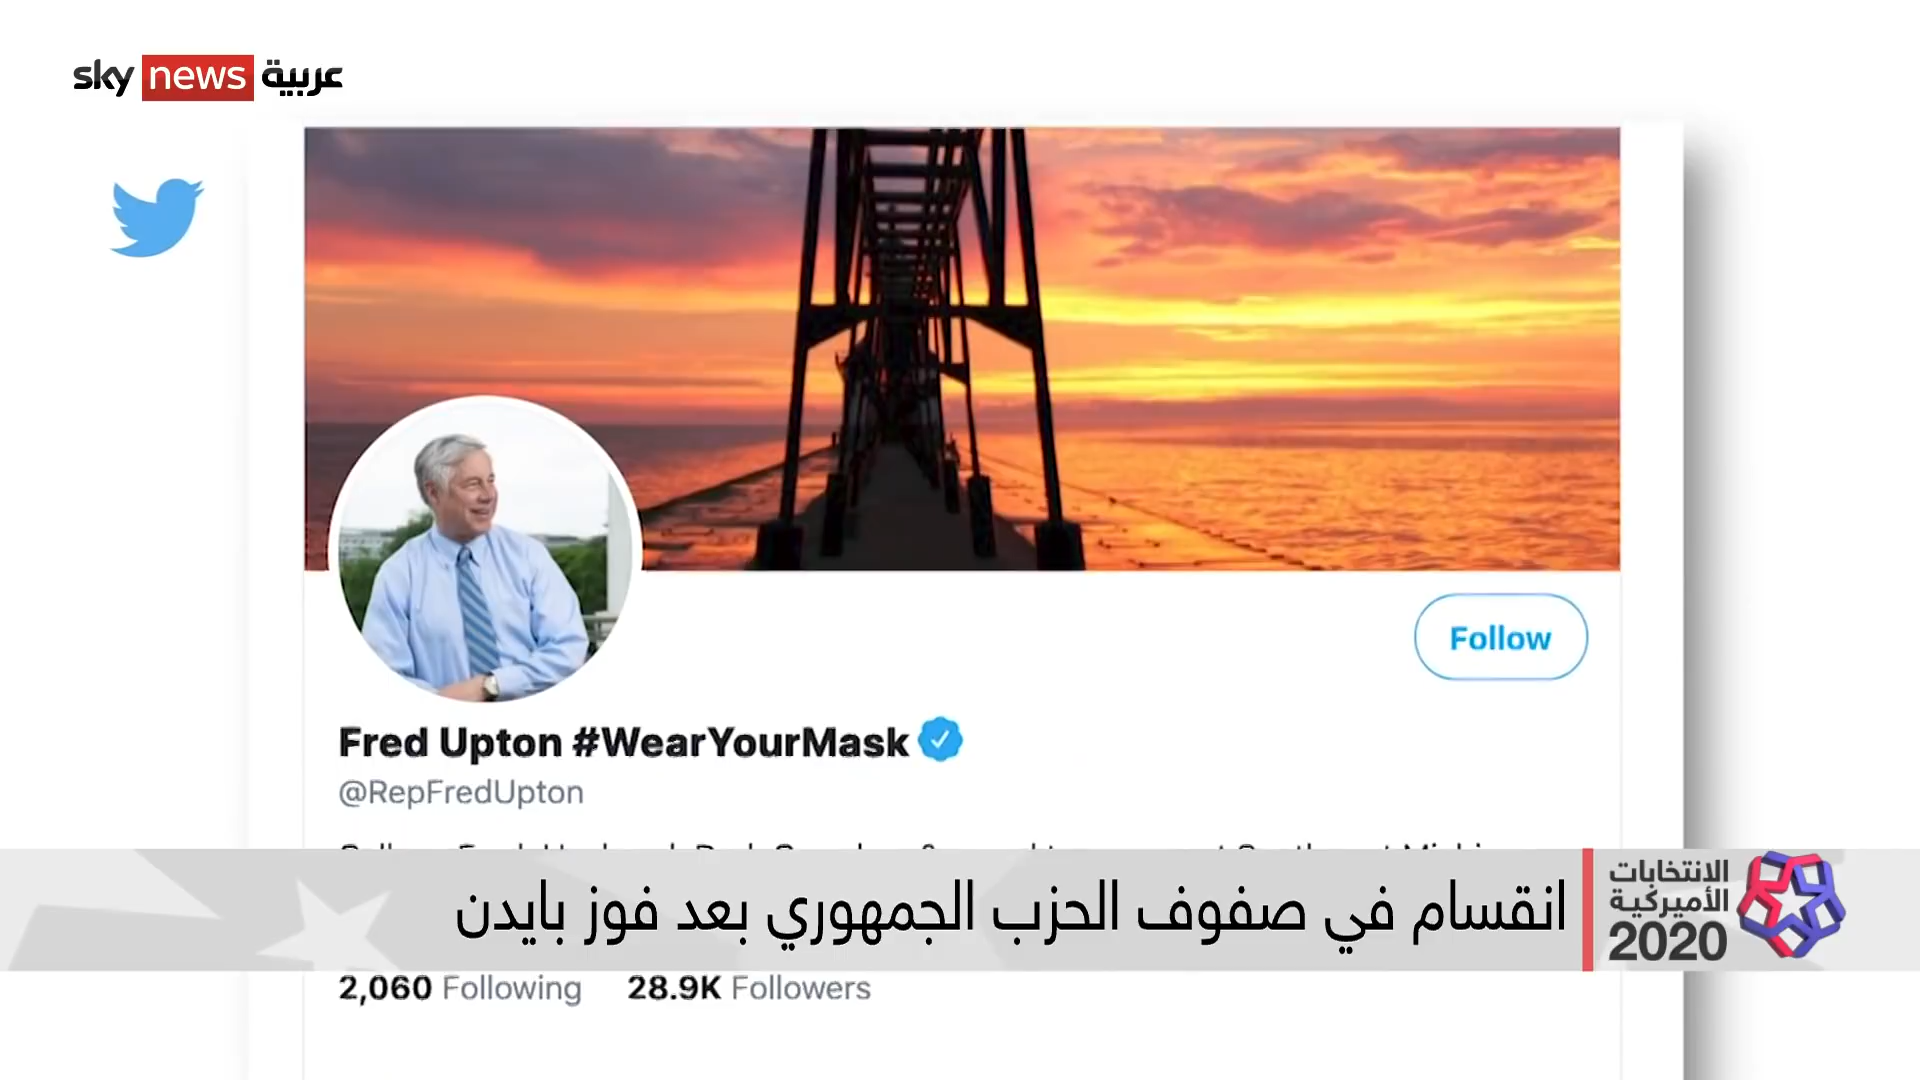 sky news عربية
Follow
Fred Upton #WearYourMask
@RepFredUpton
انقسام في صفوف الحزب الجمهوري بعد فوز بايدن
الانتخابات
الأميركية
2020
2,060 Following 28.9K Followers